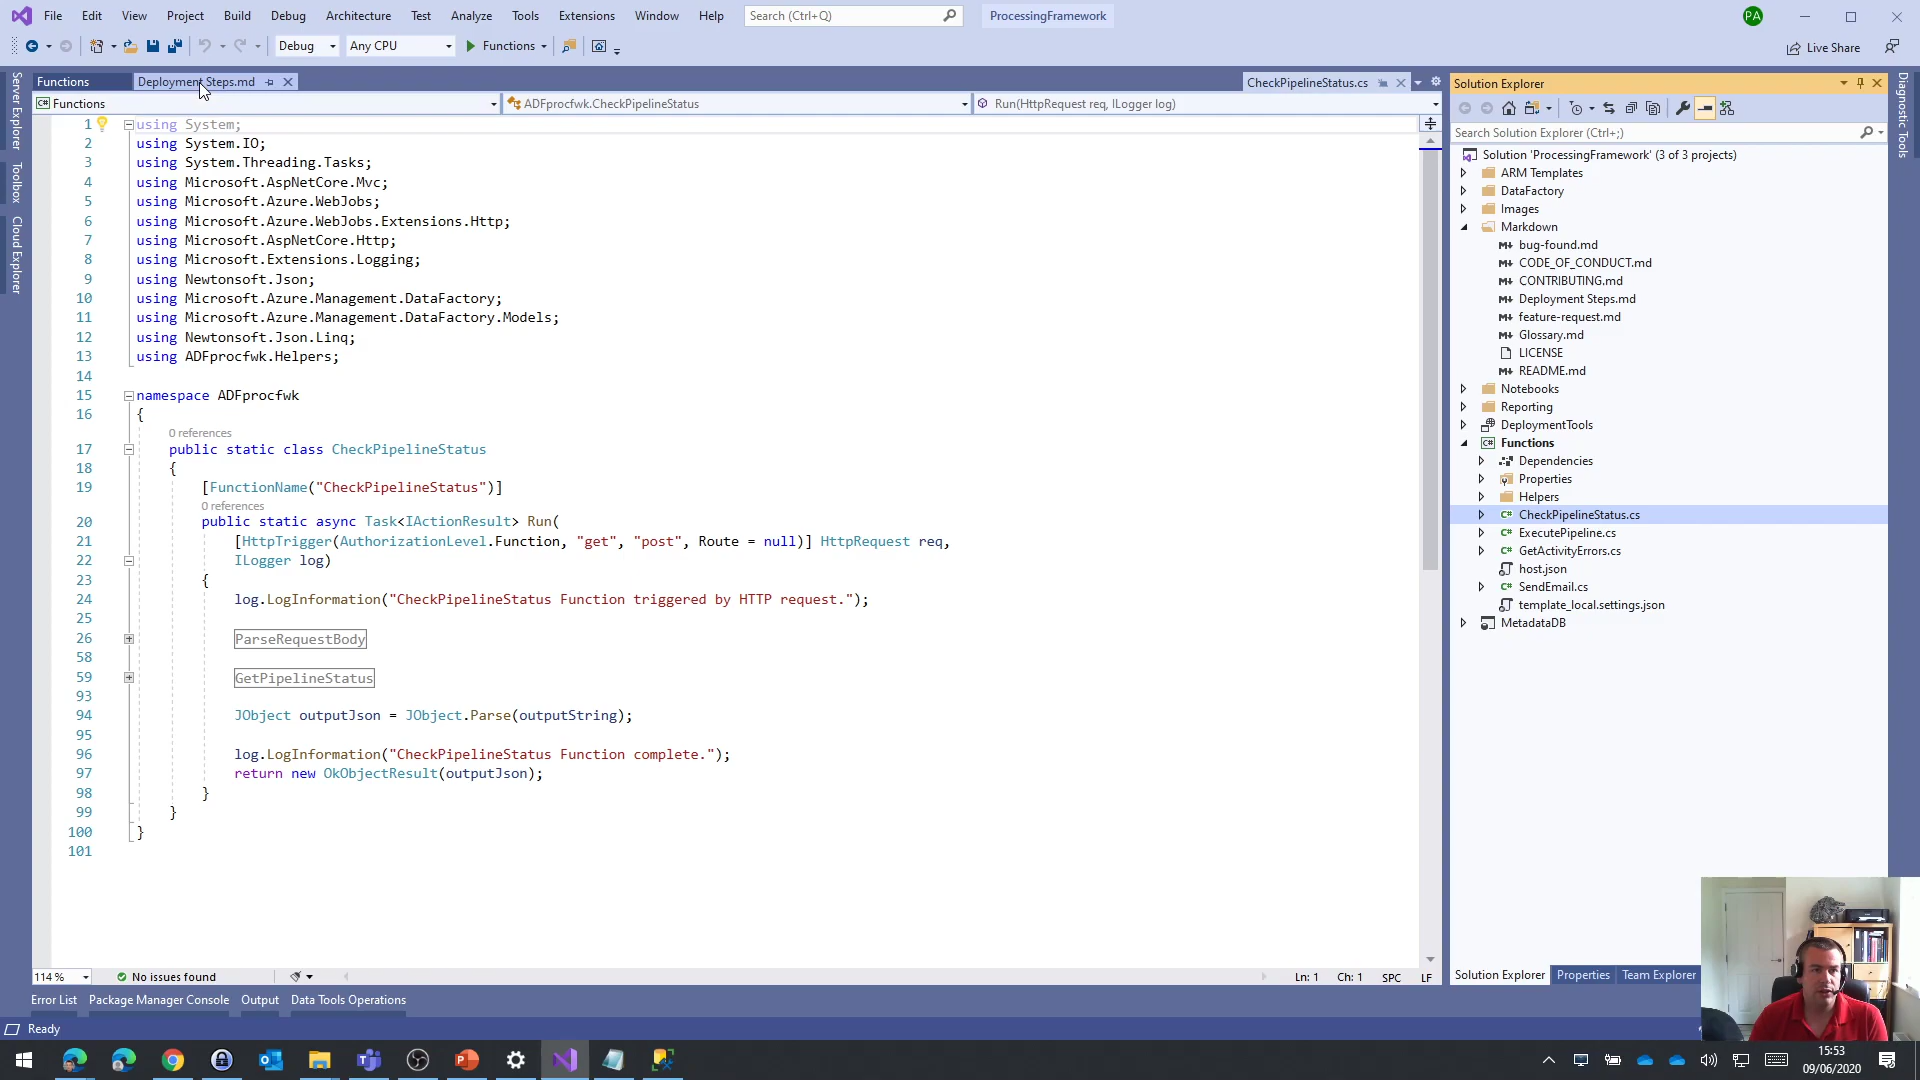 File Edit View Project Build Debug Architecture Test Analyze Tools Extensions Window Help Search (Ctrl+Q) ProcessingFramework PA
Debug Any CPU Functions Live Share
Functions Deployment Steps.md CheckPipelineStatus.cs
Functions ADFprocfwk.CheckPipelineStatus Run(HttpRequest req, ILogger log)
Server Explorer
Toolbox
Cloud Explorer
1 using System;
2 using System.IO;
3 using System.Threading.Tasks;
4 using Microsoft.AspNetCore.Mvc;
5 using Microsoft.Azure.WebJobs;
6 using Microsoft.Azure.WebJobs.Extensions.Http;
7 using Microsoft.AspNetCore.Http;
8 using Microsoft.Extensions.Logging;
9 using Newtonsoft.Json;
10 using Microsoft.Azure.Management.DataFactory;
11 using Microsoft.Azure.Management.DataFactory.Models;
12 using Newtonsoft.Json.Linq;
13 using ADFprocfwk.Helpers;
14
15 namespace ADFprocfwk
16 {
0 references
17 public static class CheckPipelineStatus
18 {
19 [FunctionName("CheckPipelineStatus")]
0 references
20 public static async Task<IActionResult> Run(
21 [HttpTrigger(AuthorizationLevel.Function, "get", "post", Route = null)] HttpRequest req,
22 ILogger log)
23 {
24 log.LogInformation("CheckPipelineStatus Function triggered by HTTP request.");
25
26 ParseRequestBody
58
59 GetPipelineStatus
93
94 JObject outputJson = JObject.Parse(outputString);
95
96 log.LogInformation("CheckPipelineStatus Function complete.");
97 return new OkObjectResult(outputJson);
98 }
99 }
100 }
101
114 % No issues found Ln: 1 Ch: 1 SPC LF
Error List Package Manager Console Output Data Tools Operations
Ready
Solution Explorer
Search Solution Explorer (Ctrl+;)
Solution 'ProcessingFramework' (3 of 3 projects)
ARM Templates
DataFactory
Images
Markdown
M↓ bug-found.md
M↓ CODE_OF_CONDUCT.md
M↓ CONTRIBUTING.md
M↓ Deployment Steps.md
M↓ feature-request.md
M↓ Glossary.md
LICENSE
M↓ README.md
Notebooks
Reporting
DeploymentTools
C# Functions
Dependencies
Properties
Helpers
C# CheckPipelineStatus.cs
C# ExecutePipeline.cs
C# GetActivityErrors.cs
host.json
C# SendEmail.cs
template_local.settings.json
MetadataDB
Solution Explorer Properties Team Explorer
Diagnostic Tools
15:53
09/06/2020